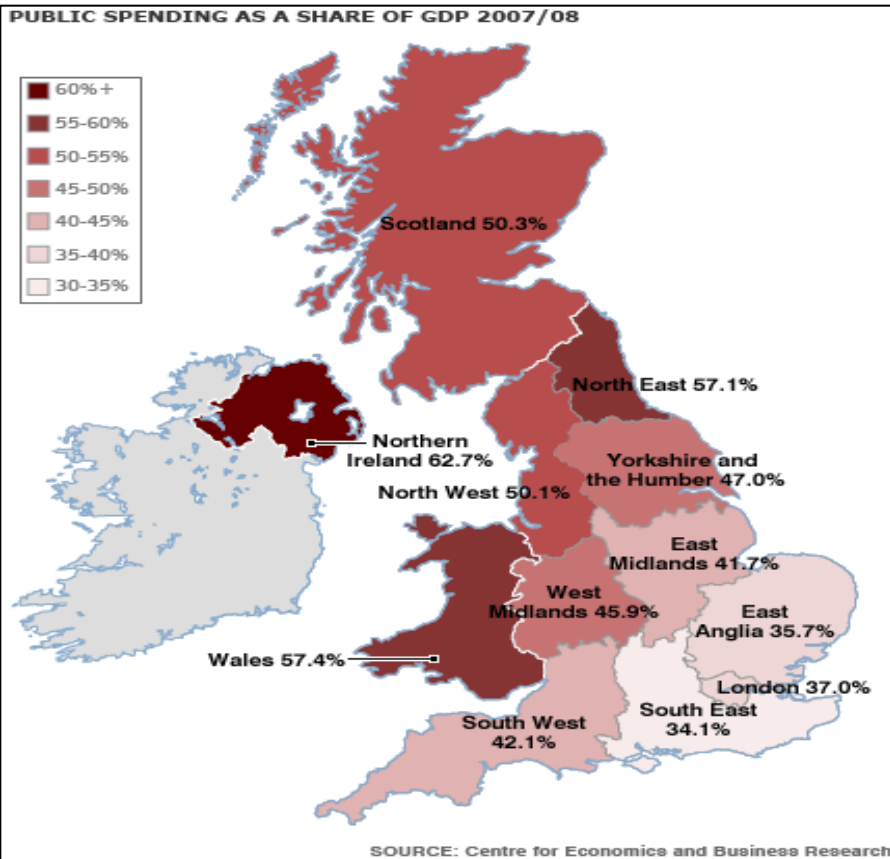 PUBLIC SPENDING AS A SHARE OF GDP 2007/08
60%+
55-60%
50-55%
45-50%
40-45%
35-40%
30-35%
Scotland 50.3%
North East 57.1%
Northern
Ireland 62.7%
Yorkshire and
the Humber 47.0%
North West 50.1%
East
Midlands 41.7%
West
Midlands 45.9%
East
Anglia 35.7%
Wales 57.4%
London 37.0%
South East
34.1%
South West
42.1%
SOURCE: Centre for Economics and Business Research